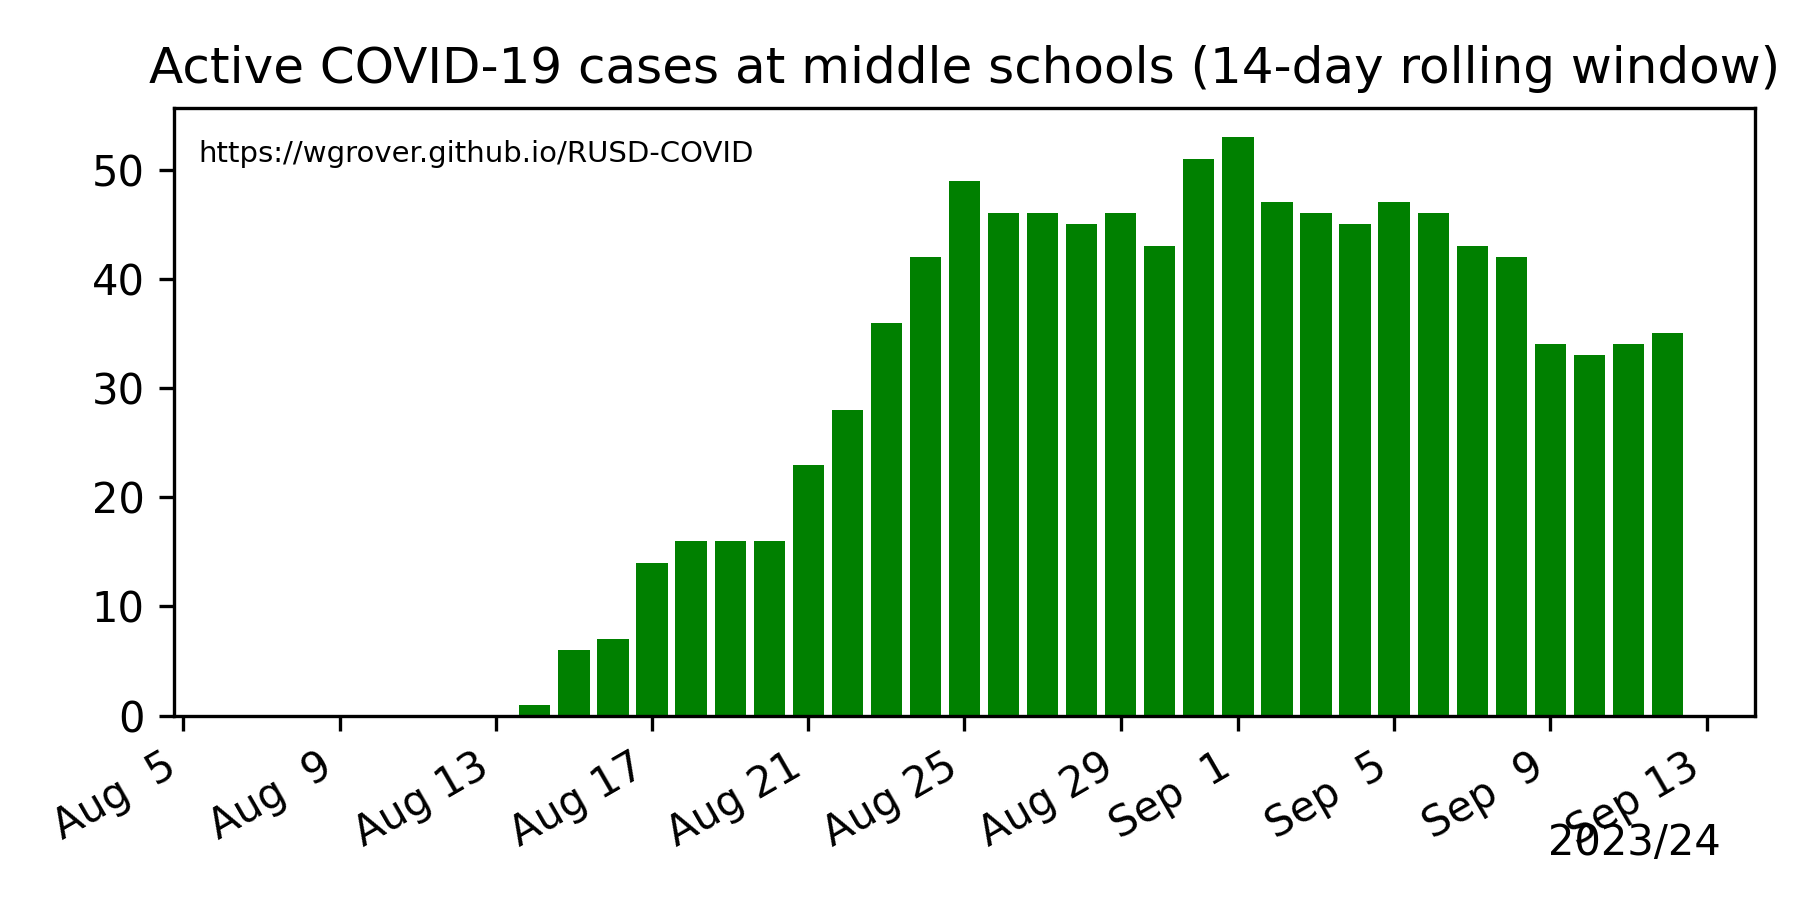 Active COVID-19 cases at middle schools (14-day rolling window)
https://wgrover.github.io/RUSD-COVID
50
40
30
20
10
0
Aug 5
Aug 9
Aug 13
Aug 17
Aug 21
Aug 25
Aug 29
Sep 1
Sep 5
Sep 9
Sep 13
2023/24